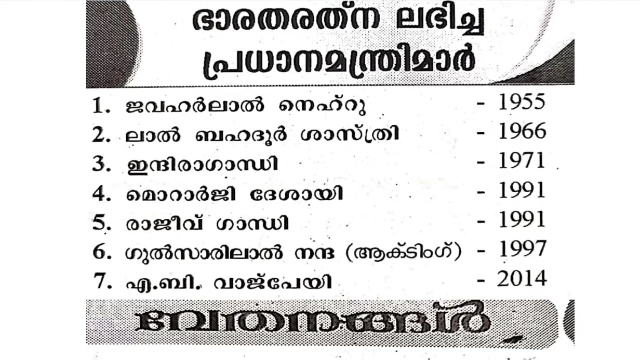 ഭാരതരത്ന ലഭിച്ച
പ്രധാനമന്ത്രിമാർ
1. ജവഹർലാൽ നെഹ്റു - 1955
2. ലാൽ ബഹദൂർ ശാസ്ത്രി - 1966
3. ഇന്ദിരാഗാന്ധി - 1971
4. മൊറാർജി ദേശായി - 1991
5. രാജീവ് ഗാന്ധി - 1991
6. ഗുൽസാരിലാൽ നന്ദ (ആക്ടിംഗ്) - 1997
7. എ.ബി. വാജ്പേയി - 2014
വേതനങ്ങൾ